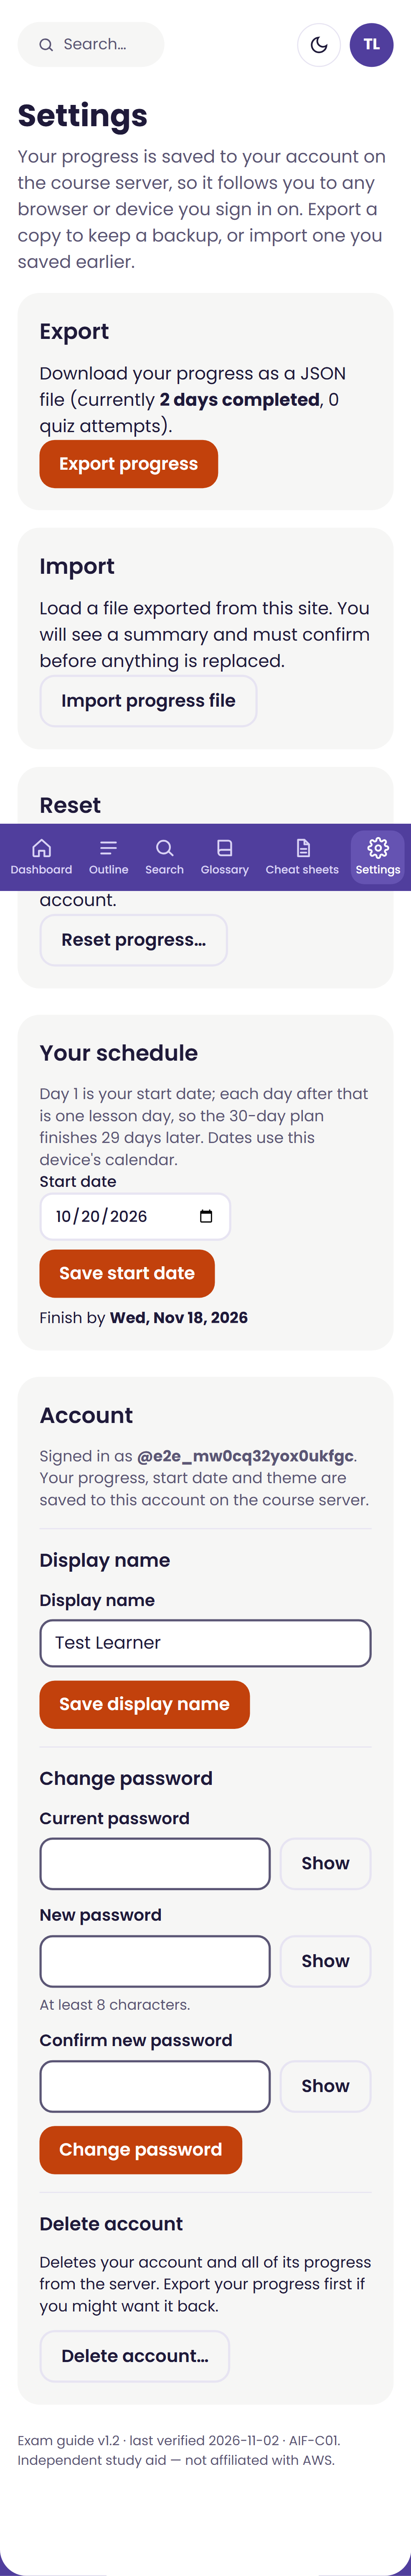 Search...
TL
Settings
Your progress is saved to your account on
the course server, so it follows you to any
browser or device you sign in on. Export a
copy to keep a backup, or import one you
saved earlier.
Export
Download your progress as a JSON
file (currently 2 days completed, 0
quiz attempts).
Export progress
Import
Load a file exported from this site. You
will see a summary and must confirm
before anything is replaced.
Import progress file
Reset
Dashboard Outline Search Glossary Cheat sheets Settings
account.
Reset progress...
Your schedule
Day 1 is your start date; each day after that
is one lesson day, so the 30-day plan
finishes 29 days later. Dates use this
device's calendar.
Start date
10/20/2026
Save start date
Finish by Wed, Nov 18, 2026
Account
Signed in as @e2e_mw0cq32yox0ukfgc.
Your progress, start date and theme are
saved to this account on the course server.
Display name
Display name
Test Learner
Save display name
Change password
Current password
Show
New password
Show
At least 8 characters.
Confirm new password
Show
Change password
Delete account
Deletes your account and all of its progress
from the server. Export your progress first if
you might want it back.
Delete account...
Exam guide v1.2 · last verified 2026-11-02 · AIF-C01.
Independent study aid — not affiliated with AWS.